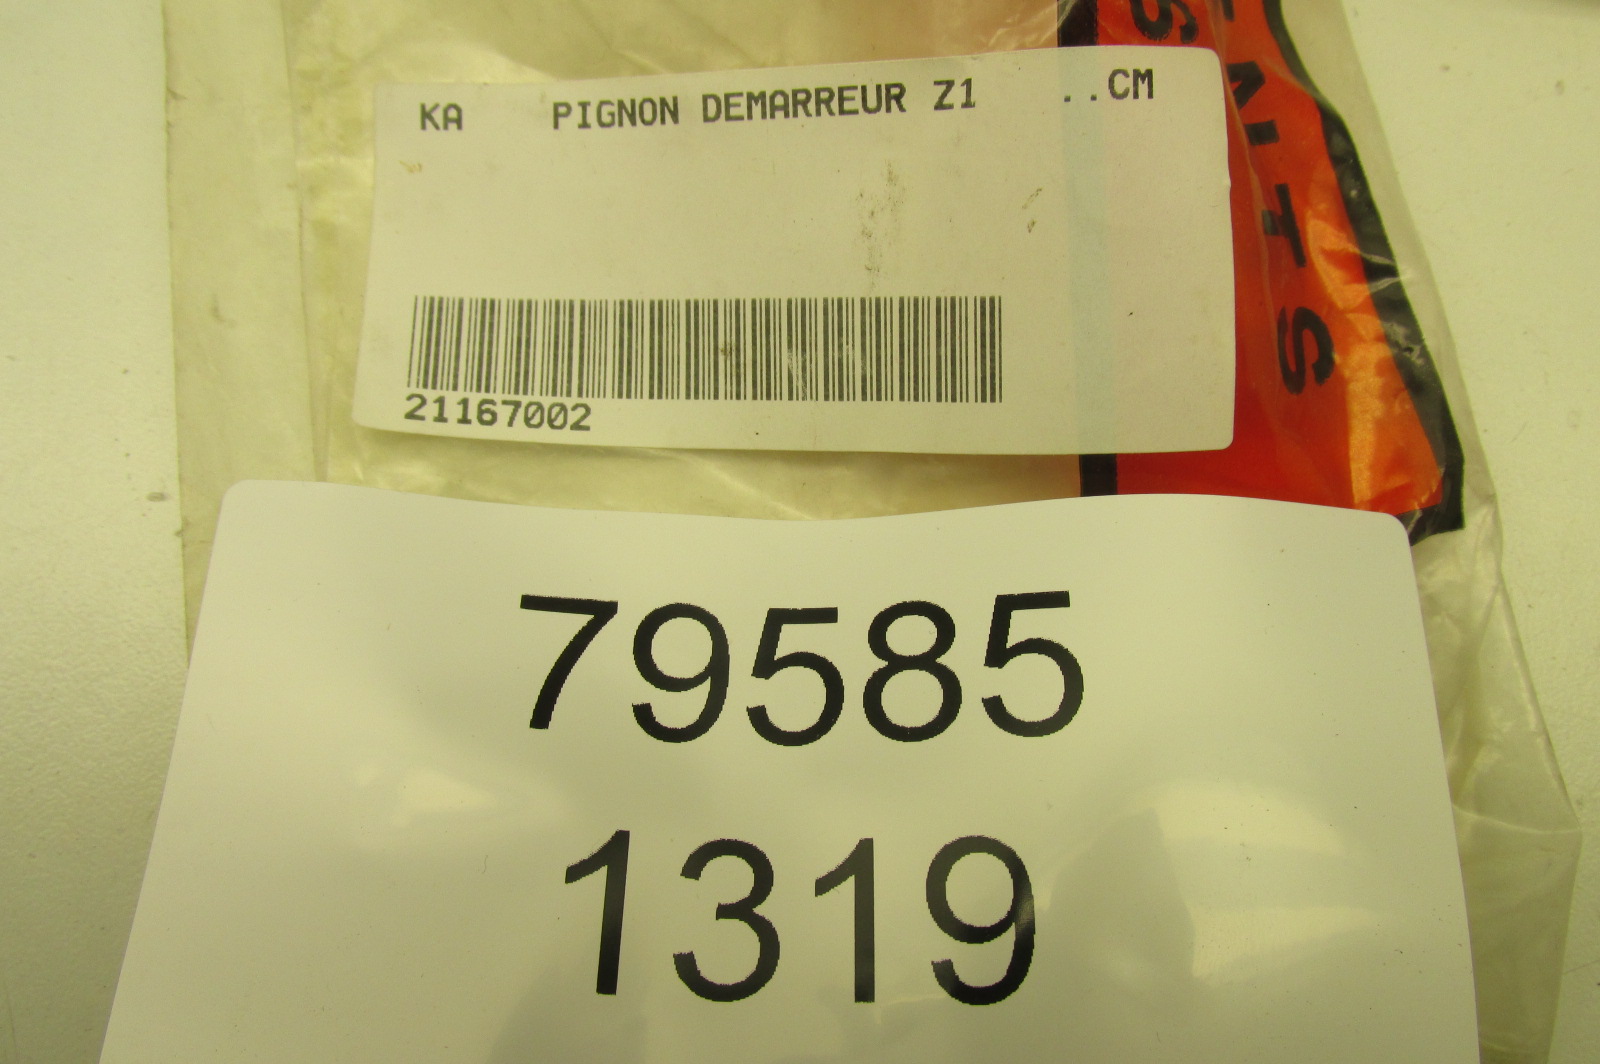 KA PIGNON DEMARREUR Z1 ..CM
21167002
79585
1319